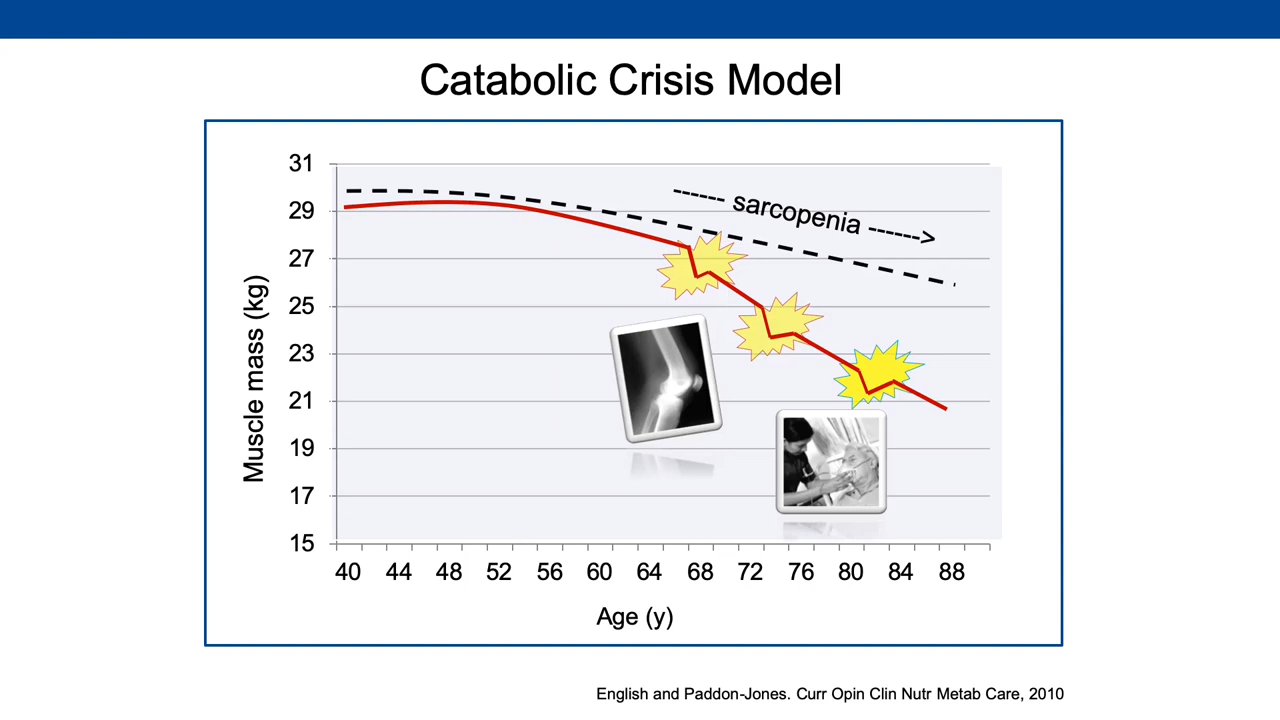 Catabolic Crisis Model
31
29
27
25
23
21
19
17
15
Muscle mass (kg)
sarcopenia
40 44 48 52 56 60 64 68 72 76 80 84 88
Age (y)
English and Paddon-Jones. Curr Opin Clin Nutr Metab Care, 2010